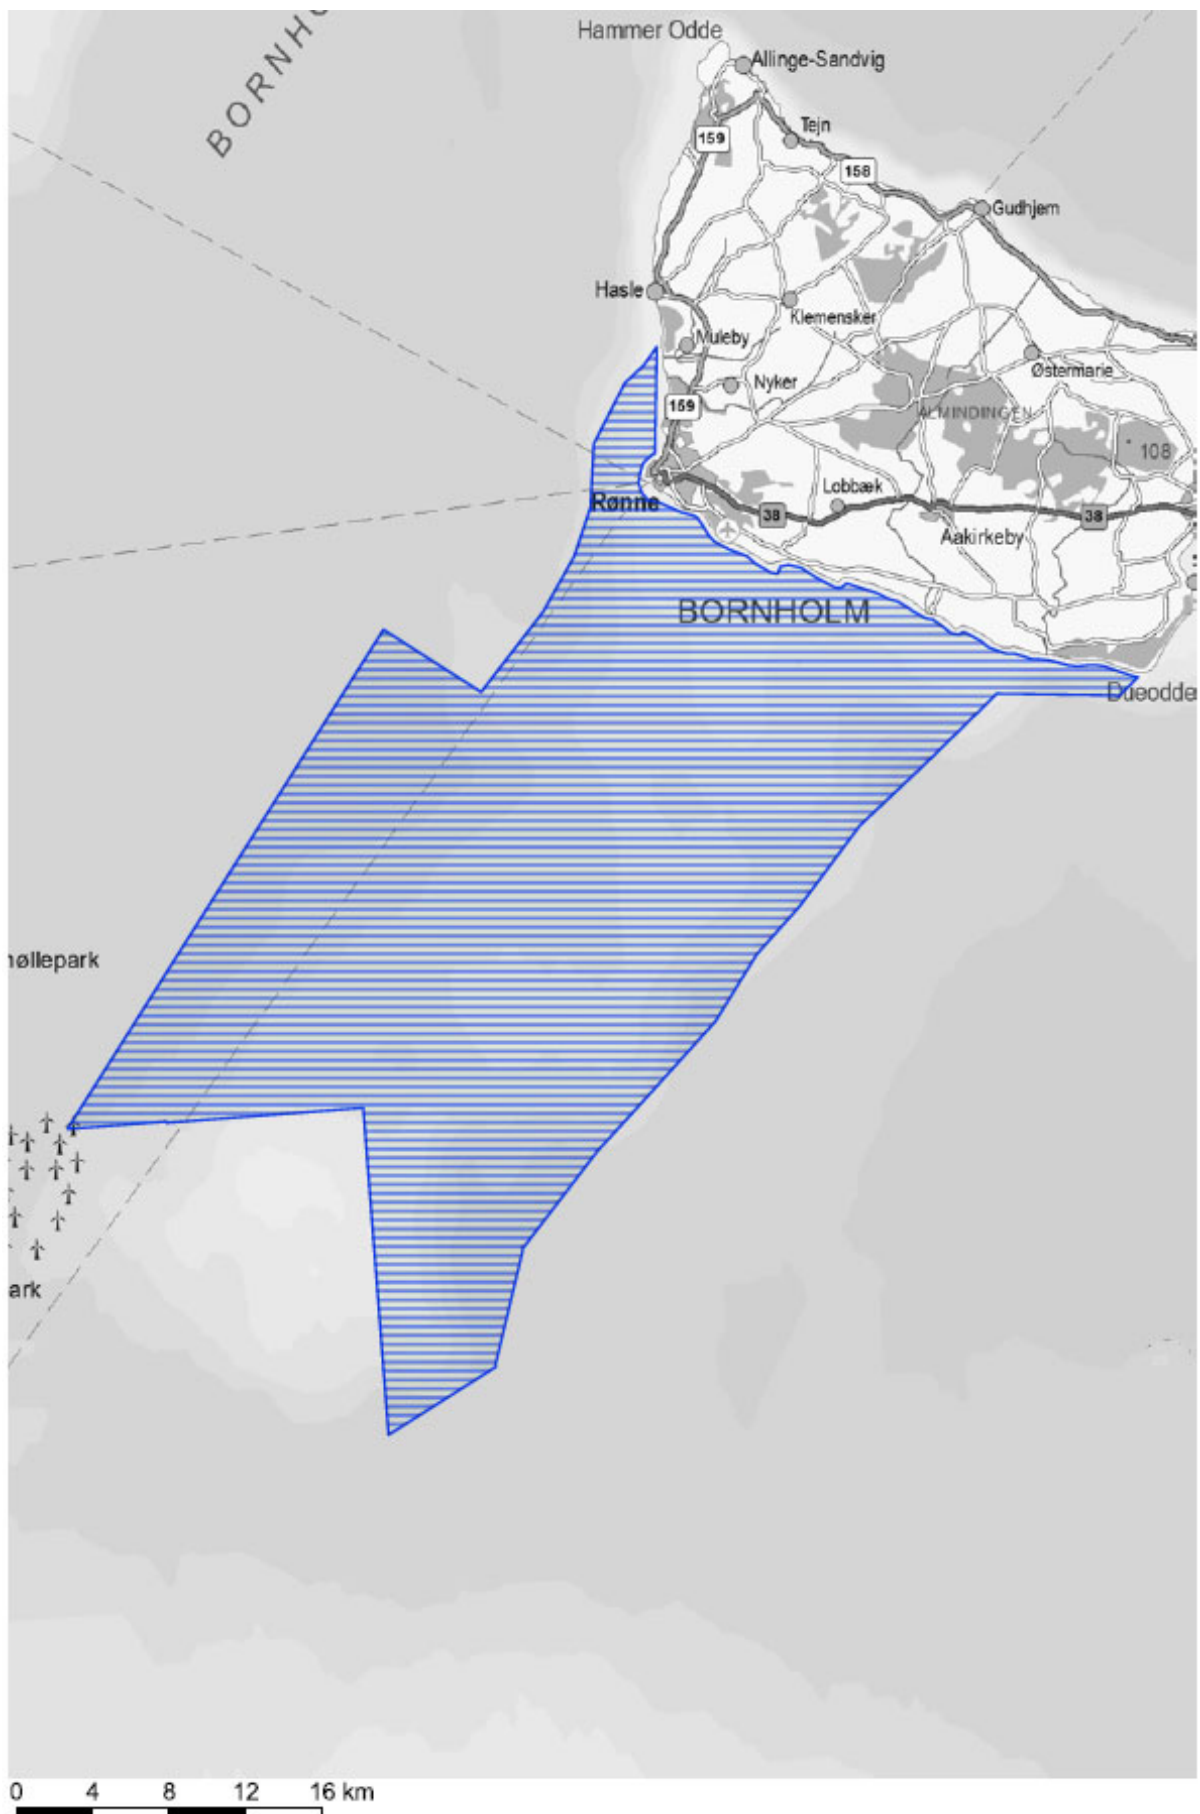 Hammer Odde
Allinge-Sandvig
BORNH
159
Tejn
158
Gudhjem
Hasle
Klemensker
Muleby
Østermarie
Nyker
159
ALMINDINGEN
108
Rønne
Lobbæk
38
38
Aakirkeby
BORNHOLM
Dueodde
øllepark
ark
0 4 8 12 16 km